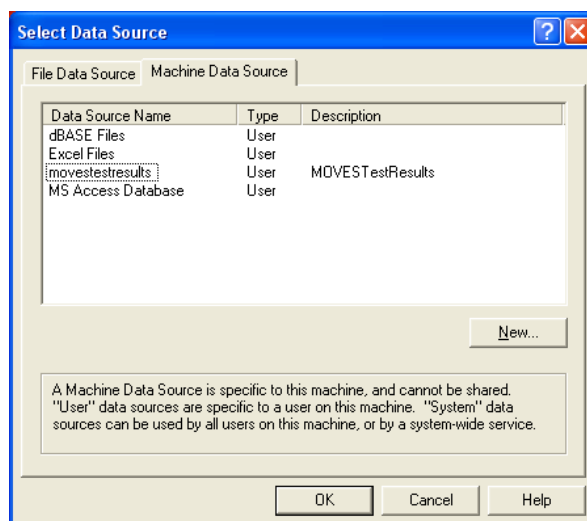 Select Data Source
File Data Source Machine Data Source
Data Source Name Type Description
dBASE Files User
Excel Files User
movestestresults User MOVESTestResults
MS Access Database User
New...
A Machine Data Source is specific to this machine, and cannot be shared.
"User" data sources are specific to a user on this machine. "System" data
sources can be used by all users on this machine, or by a system-wide service.
OK Cancel Help